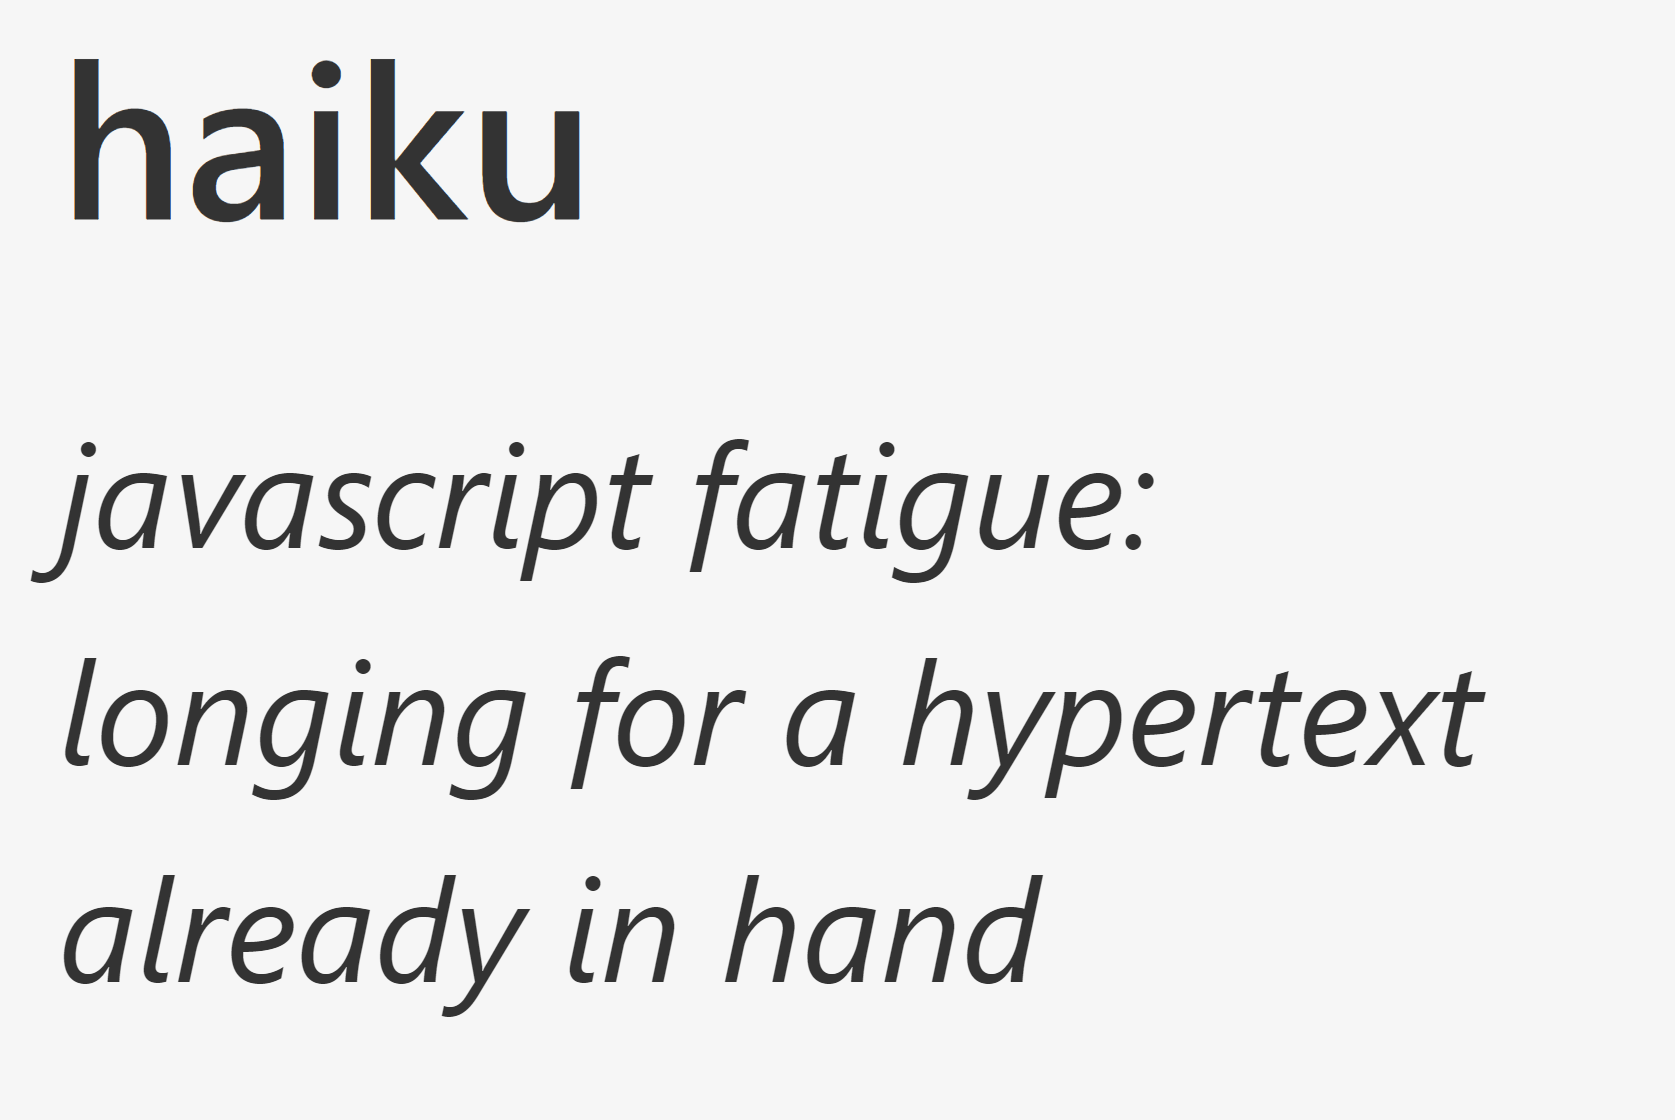 haiku
javascript fatigue:
longing for a hypertext
already in hand